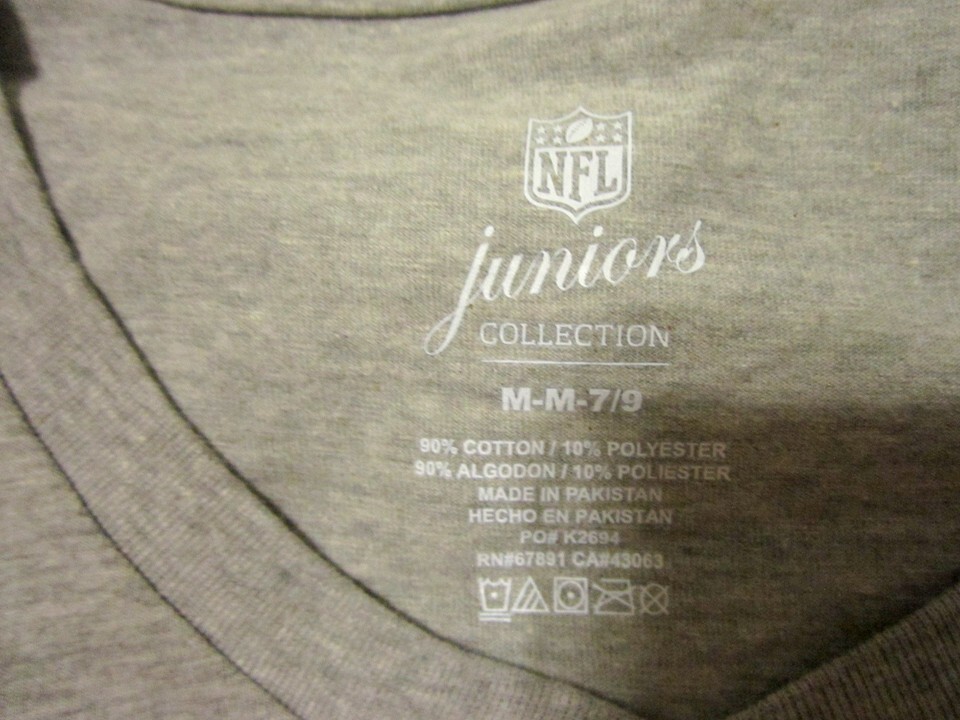 NFL
juniors
COLLECTION
M-M-7/9
90% COTTON / 10% POLYESTER
90% ALGODON / 10% POLIESTER
MADE IN PAKISTAN
HECHO EN PAKISTAN
PO# K2694
RN#67891 CA#43063